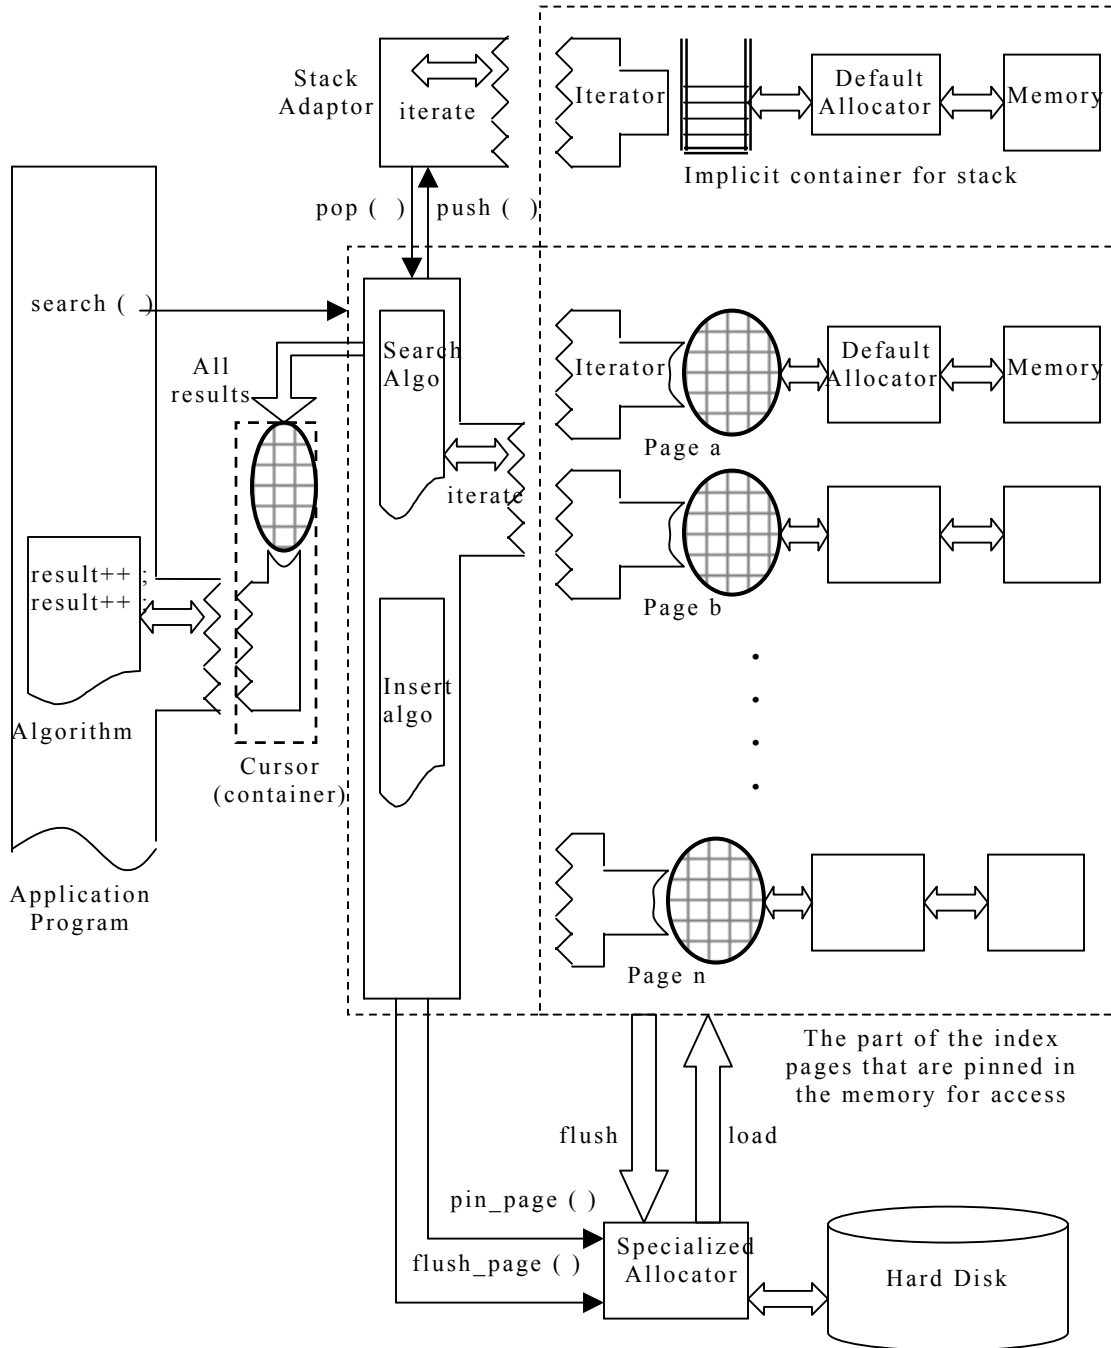 Stack
Adaptor
iterate
Iterator
Default
Allocator
Memory
Implicit container for stack
pop ( )
push ( )
search ( )
All
results
Search
Algo
iterate
Iterator
Default
Allocator
Memory
Page a
Page b
result++ ;
result++ ;
Algorithm
Insert
algo
Cursor
(container)
Application
Program
Page n
The part of the index
pages that are pinned in
the memory for access
flush
load
pin_page ( )
flush_page ( )
Specialized
Allocator
Hard Disk